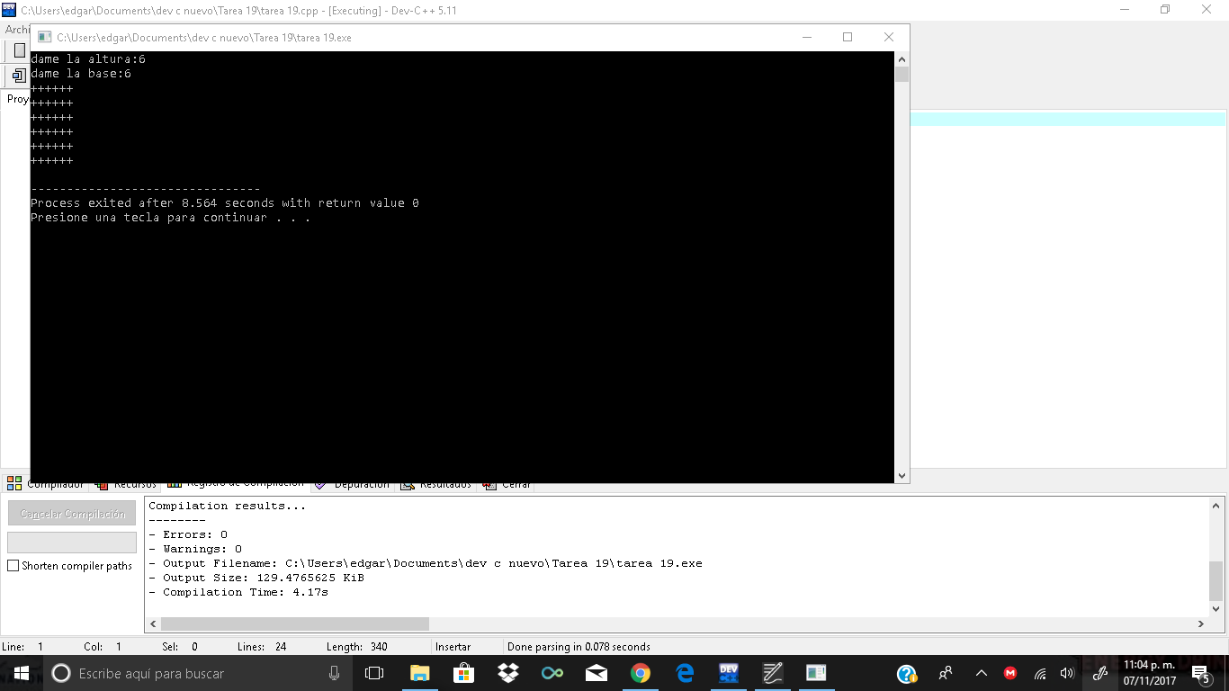 C:\Users\edgar\Documents\dev c nuevo\Tarea 19\tarea 19.cpp - [Executing] - Dev-C++ 5.11
Archi
C:\Users\edgar\Documents\dev c nuevo\Tarea 19\tarea 19.exe
dame la altura:6
dame la base:6
Proy
++++++
++++++
++++++
++++++
++++++
++++++
--------------------------------
Process exited after 8.564 seconds with return value 0
Presione una tecla para continuar . . .
Compilador Recursos Registro de Compilación Depuración Resultados Cerrar
Cancelar Compilación
Shorten compiler paths
Compilation results...
--------
- Errors: 0
- Warnings: 0
- Output Filename: C:\Users\edgar\Documents\dev c nuevo\Tarea 19\tarea 19.exe
- Output Size: 129.4765625 KiB
- Compilation Time: 4.17s
Line: 1 Col: 1 Sel: 0 Lines: 24 Length: 340 Insertar Done parsing in 0.078 seconds
Escribe aquí para buscar
DEV
11:04 p. m.
07/11/2017
5